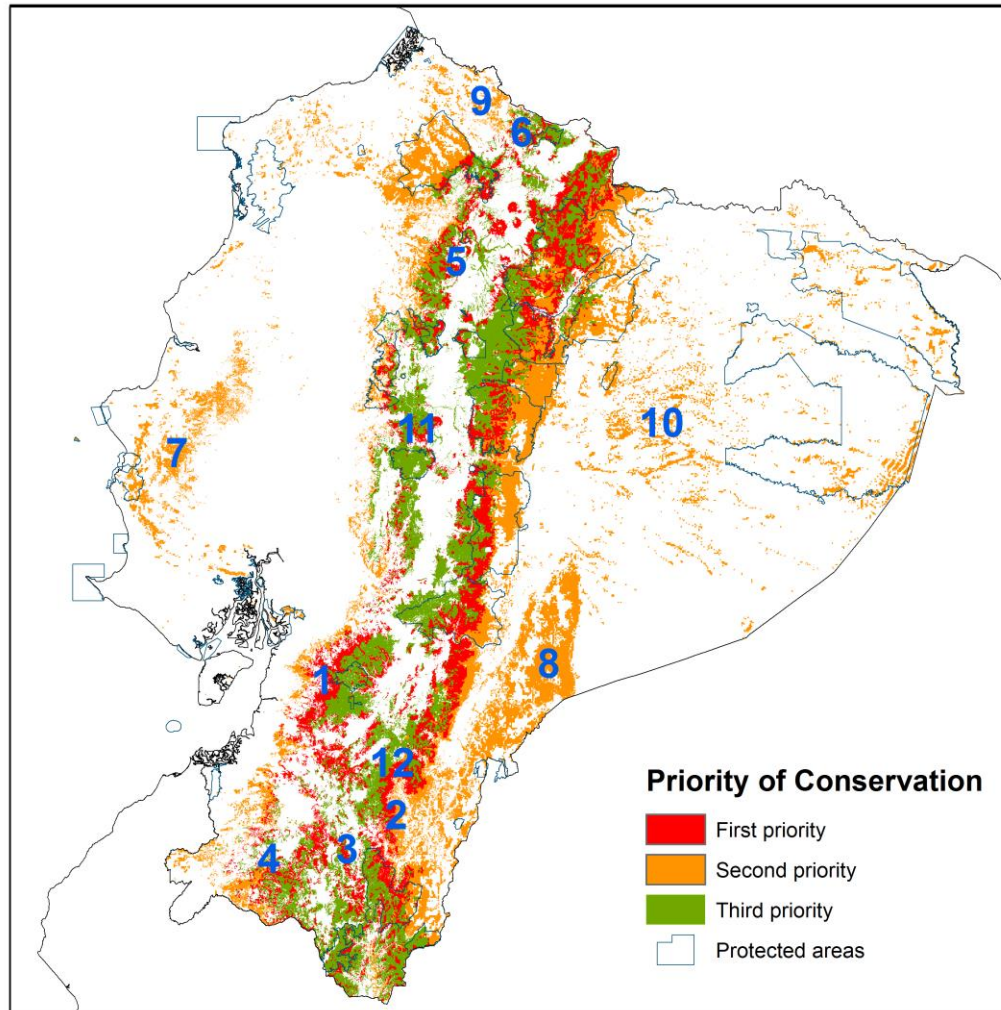 9
6
5
7
11
10
1
8
12
2
3
4
Priority of Conservation
First priority
Second priority
Third priority
Protected areas